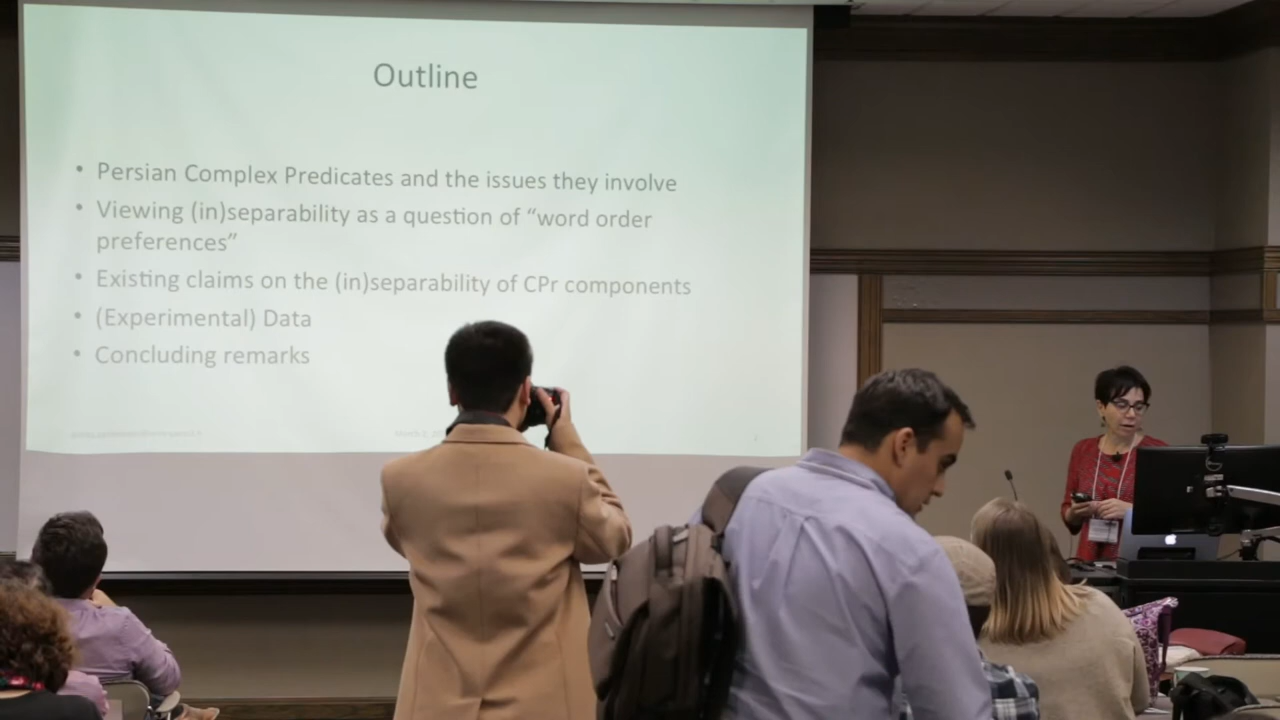 Outline
• Persian Complex Predicates and the issues they involve
• Viewing (in)separability as a question of “word order
preferences”
• Existing claims on the (in)separability of CPr components
• (Experimental) Data
• Concluding remarks